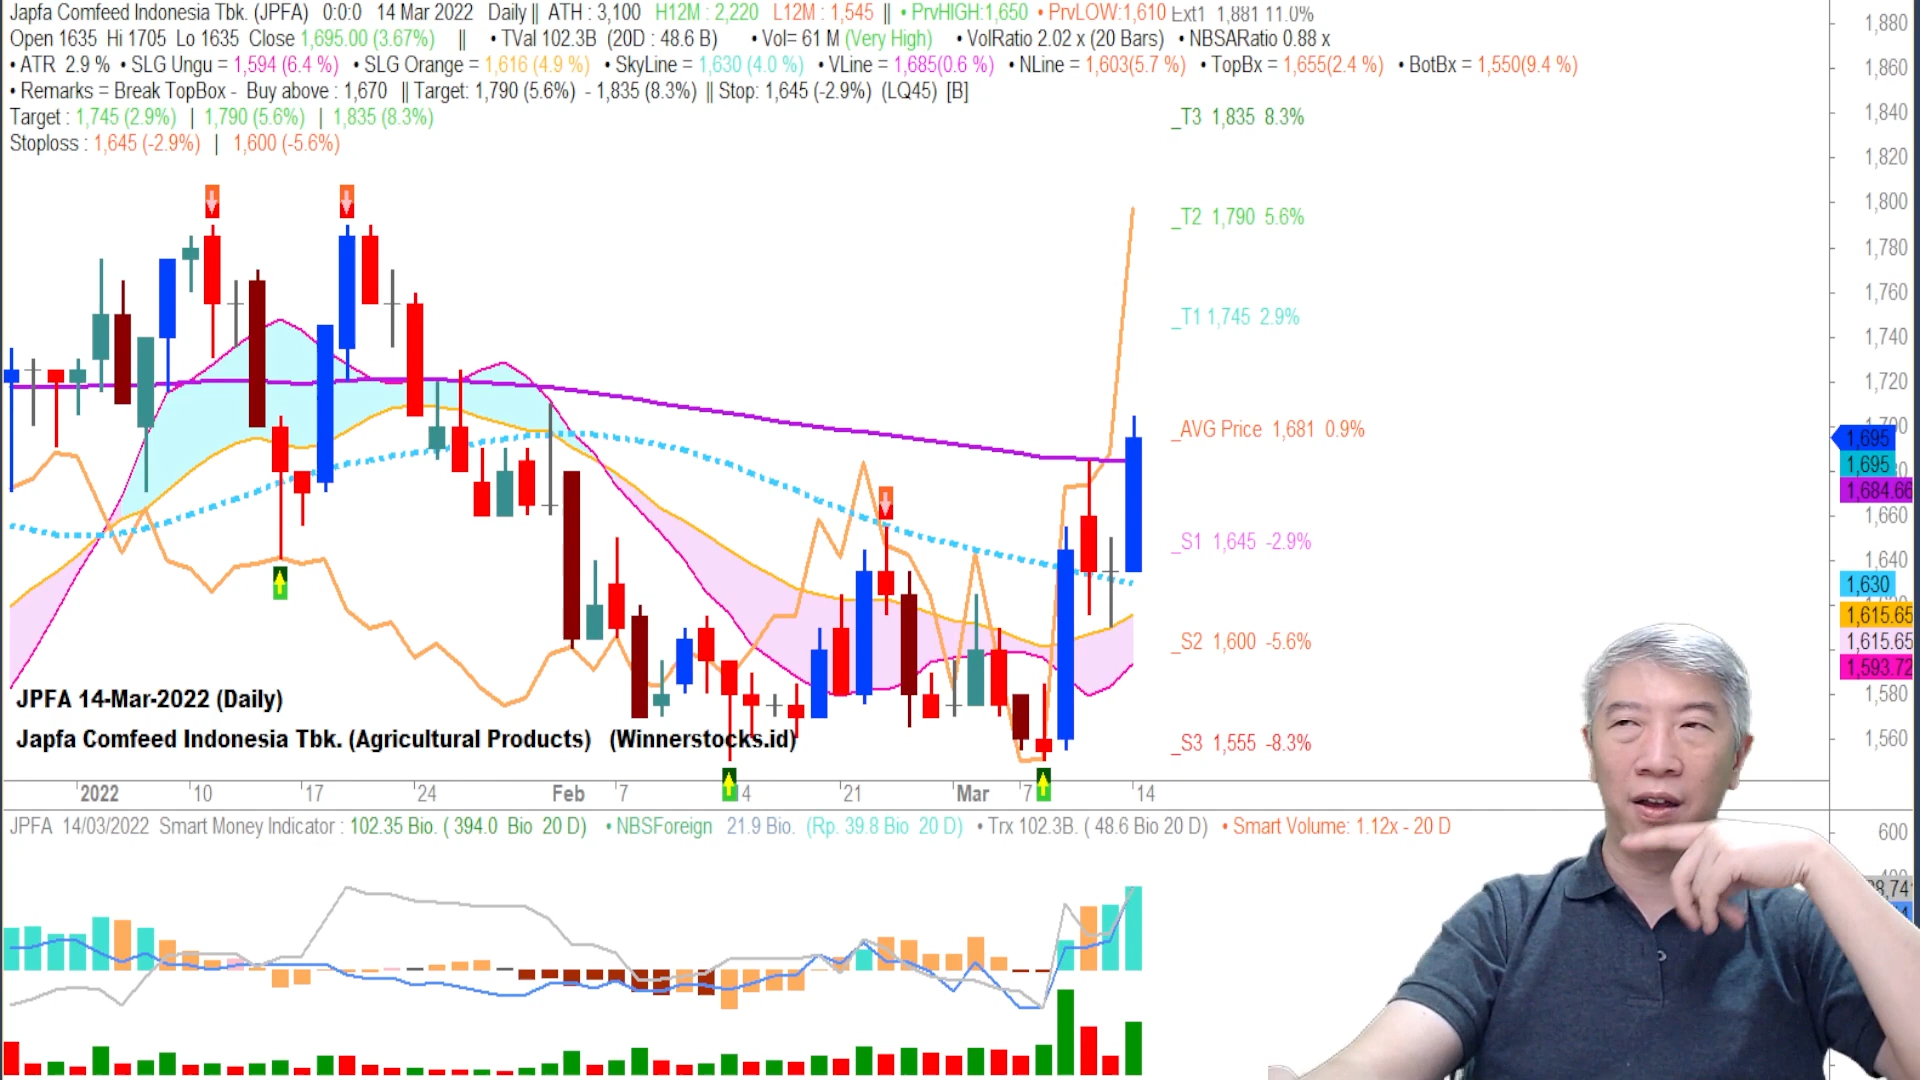 Japfa Comfeed Indonesia Tbk. (JPFA) 0:0:0 14 Mar 2022 Daily || ATH : 3,100 H12M : 2,220 L12M : 1,545 || • PrvHIGH:1,650 • PrvLOW:1,610 Ext1 1,881 11.0%
Open 1635 Hi 1705 Lo 1635 Close 1,695.00 (3.67%) || • TVal 102.3B (20D : 48.6 B) • Vol= 61 M (Very High) • VolRatio 2.02 x (20 Bars) • NBSARatio 0.88 x
• ATR 2.9 % • SLG Ungu = 1,594 (6.4 %) • SLG Orange = 1,616 (4.9 %) • SkyLine = 1,630 (4.0 %) • VLine = 1,685(0.6 %) • NLine = 1,603(5.7 %) • TopBx = 1,655(2.4 %) • BotBx = 1,550(9.4 %)
• Remarks = Break TopBox - Buy above : 1,670 || Target: 1,790 (5.6%) - 1,835 (8.3%) || Stop: 1,645 (-2.9%) (LQ45) [B]
Target : 1,745 (2.9%) | 1,790 (5.6%) | 1,835 (8.3%)
Stoploss : 1,645 (-2.9%) | 1,600 (-5.6%)
_T3 1,835 8.3%
_T2 1,790 5.6%
_T1 1,745 2.9%
_AVG Price 1,681 0.9%
_S1 1,645 -2.9%
_S2 1,600 -5.6%
_S3 1,555 -8.3%
1,880
1,860
1,840
1,820
1,800
1,780
1,760
1,740
1,720
1,700
1,695
1,695
1,684.66
1,660
1,640
1,630
1,615.65
1,615.65
1,593.72
1,580
1,560
JPFA 14-Mar-2022 (Daily)
Japfa Comfeed Indonesia Tbk. (Agricultural Products) (Winnerstocks.id)
2022 10 17 24 Feb 7 14 21 Mar 7 14
JPFA 14/03/2022 Smart Money Indicator : 102.35 Bio. ( 394.0 Bio 20 D) • NBSForeign 21.9 Bio. (Rp. 39.8 Bio 20 D) • Trx 102.3B. ( 48.6 Bio 20 D) • Smart Volume: 1.12x - 20 D
600